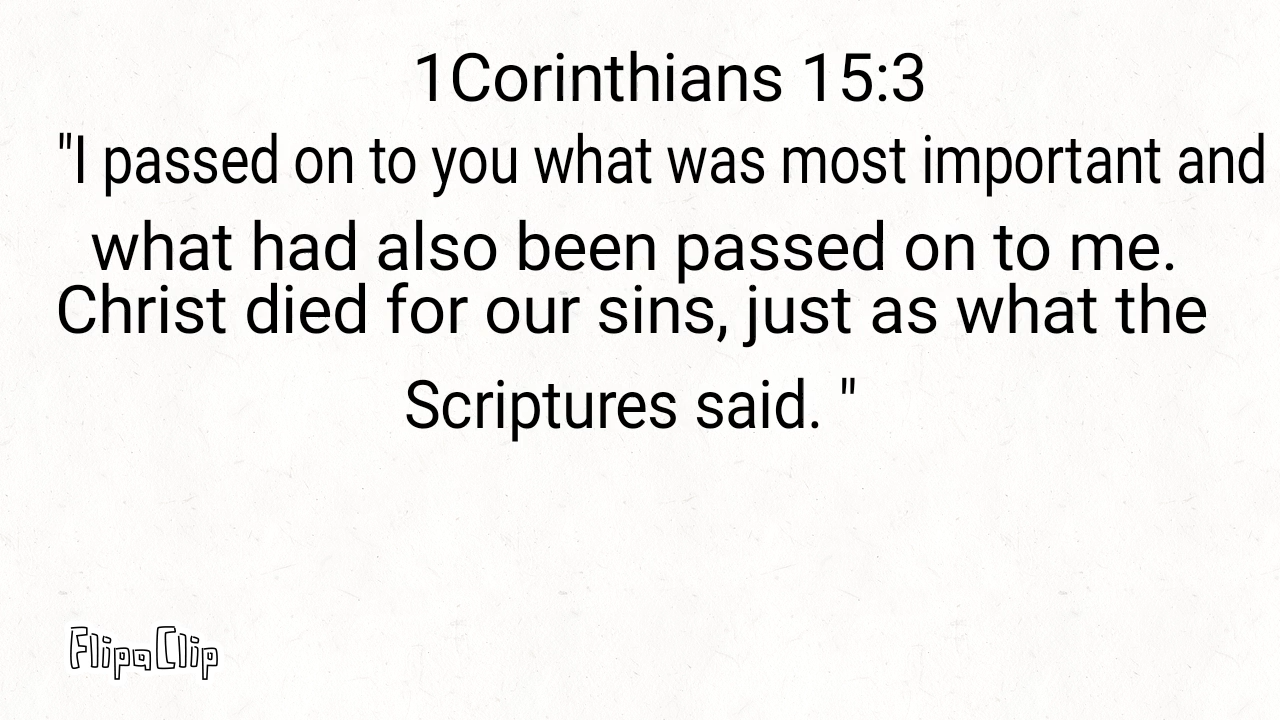 1Corinthians 15:3
"I passed on to you what was most important and
what had also been passed on to me.
Christ died for our sins, just as what the
Scriptures said. "
FlipaClip